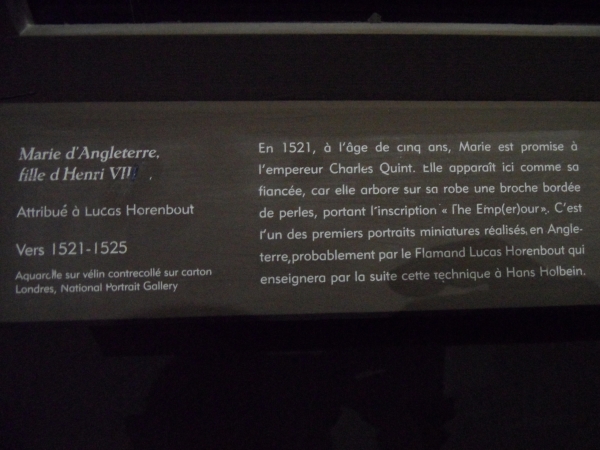 Marie d'Angleterre,
fille d'Henri VIII
Attribué à Lucas Horenbout
Vers 1521-1525
Aquarelle sur vélin contrecollé sur carton
Londres, National Portrait Gallery
En 1521, à l'âge de cinq ans, Marie est promise à
l'empereur Charles Quint. Elle apparaît ici comme sa
fiancée, car elle arbore sur sa robe une broche bordée
de perles, portant l'inscription « The Emp(er)our ». C'est
l'un des premiers portraits miniatures réalisés en Angle-
terre, probablement par le Flamand Lucas Horenbout qui
enseignera par la suite cette technique à Hans Holbein.